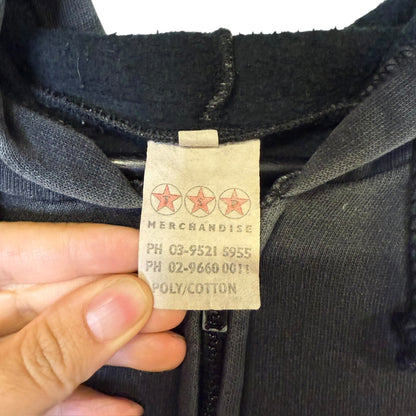 F S P
MERCHANDISE
PH 03-9521 5955
PH 02-9660 0011
POLY/COTTON